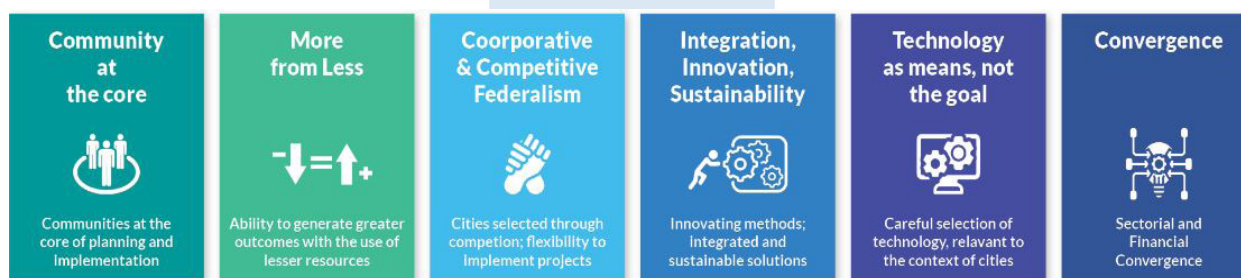 Community
at
the core
Communities at the
core of planning and
Implementation
More
from Less
Ability to generate greater
outcomes with the use of
lesser resources
Coorporative
& Competitive
Federalism
Cities selected through
competion; flexibility to
Implement projects
Integration,
Innovation,
Sustainability
Innovating methods;
Integrated and
sustainable solutions
Technology
as means, not
the goal
Careful selection of
technology, relavant to
the context of cities
Convergence
Sectorial and
Financial
Convergence